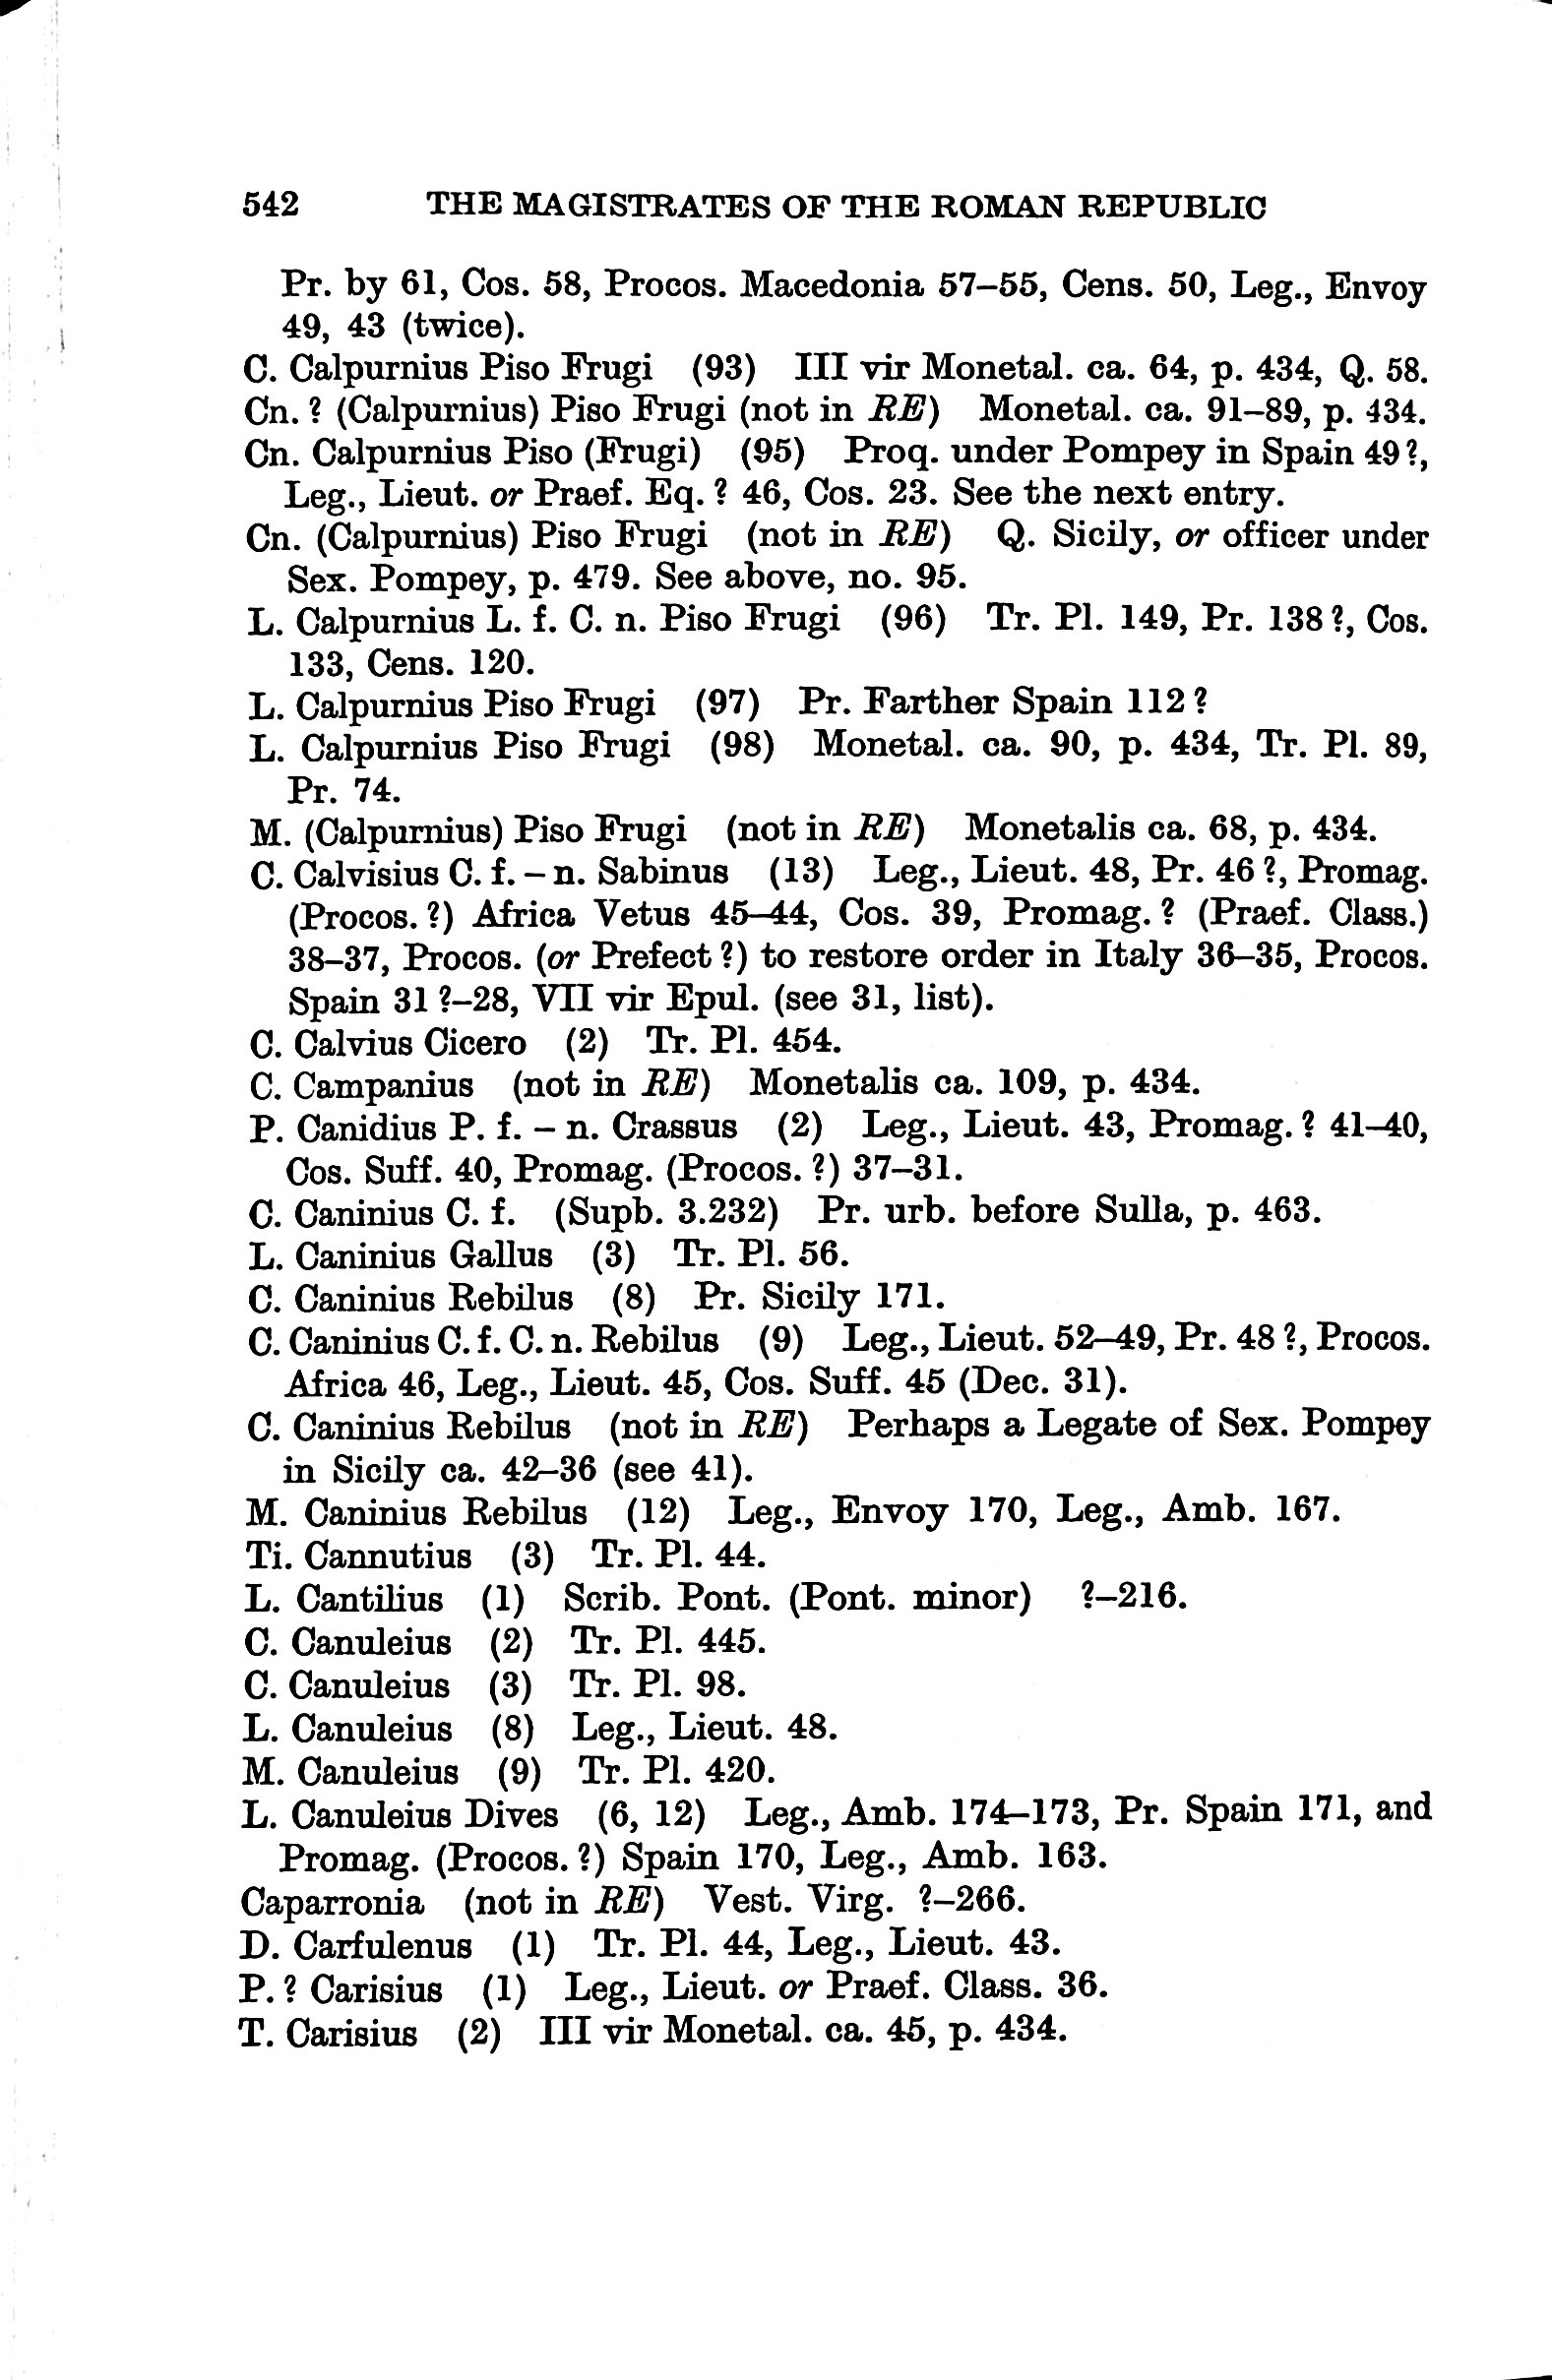 542 THE MAGISTRATES OF THE ROMAN REPUBLIC
Pr. by 61, Cos. 58, Procos. Macedonia 57–55, Cens. 50, Leg., Envoy
49, 43 (twice).
C. Calpurnius Piso Frugi (93) III vir Monetal. ca. 64, p. 434, Q. 58.
Cn. ? (Calpurnius) Piso Frugi (not in RE) Monetal. ca. 91–89, p. 434.
Cn. Calpurnius Piso (Frugi) (95) Proq. under Pompey in Spain 49 ?,
Leg., Lieut. or Praef. Eq. ? 46, Cos. 23. See the next entry.
Cn. (Calpurnius) Piso Frugi (not in RE) Q. Sicily, or officer under
Sex. Pompey, p. 479. See above, no. 95.
L. Calpurnius L. f. C. n. Piso Frugi (96) Tr. Pl. 149, Pr. 138 ?, Cos.
133, Cens. 120.
L. Calpurnius Piso Frugi (97) Pr. Farther Spain 112 ?
L. Calpurnius Piso Frugi (98) Monetal. ca. 90, p. 434, Tr. Pl. 89,
Pr. 74.
M. (Calpurnius) Piso Frugi (not in RE) Monetalis ca. 68, p. 434.
C. Calvisius C. f. – n. Sabinus (13) Leg., Lieut. 48, Pr. 46 ?, Promag.
(Procos. ?) Africa Vetus 45–44, Cos. 39, Promag. ? (Praef. Class.)
38–37, Procos. (or Prefect ?) to restore order in Italy 36–35, Procos.
Spain 31 ?–28, VII vir Epul. (see 31, list).
C. Calvius Cicero (2) Tr. Pl. 454.
C. Campanius (not in RE) Monetalis ca. 109, p. 434.
P. Canidius P. f. – n. Crassus (2) Leg., Lieut. 43, Promag. ? 41–40,
Cos. Suff. 40, Promag. (Procos. ?) 37–31.
C. Caninius C. f. (Supb. 3.232) Pr. urb. before Sulla, p. 463.
L. Caninius Gallus (3) Tr. Pl. 56.
C. Caninius Rebilus (8) Pr. Sicily 171.
C. Caninius C. f. C. n. Rebilus (9) Leg., Lieut. 52–49, Pr. 48 ?, Procos.
Africa 46, Leg., Lieut. 45, Cos. Suff. 45 (Dec. 31).
C. Caninius Rebilus (not in RE) Perhaps a Legate of Sex. Pompey
in Sicily ca. 42–36 (see 41).
M. Caninius Rebilus (12) Leg., Envoy 170, Leg., Amb. 167.
Ti. Cannutius (3) Tr. Pl. 44.
L. Cantilius (1) Scrib. Pont. (Pont. minor) ?–216.
C. Canuleius (2) Tr. Pl. 445.
C. Canuleius (3) Tr. Pl. 98.
L. Canuleius (8) Leg., Lieut. 48.
M. Canuleius (9) Tr. Pl. 420.
L. Canuleius Dives (6, 12) Leg., Amb. 174–173, Pr. Spain 171, and
Promag. (Procos. ?) Spain 170, Leg., Amb. 163.
Caparronia (not in RE) Vest. Virg. ?–266.
D. Carfulenus (1) Tr. Pl. 44, Leg., Lieut. 43.
P. ? Carisius (1) Leg., Lieut. or Praef. Class. 36.
T. Carisius (2) III vir Monetal. ca. 45, p. 434.